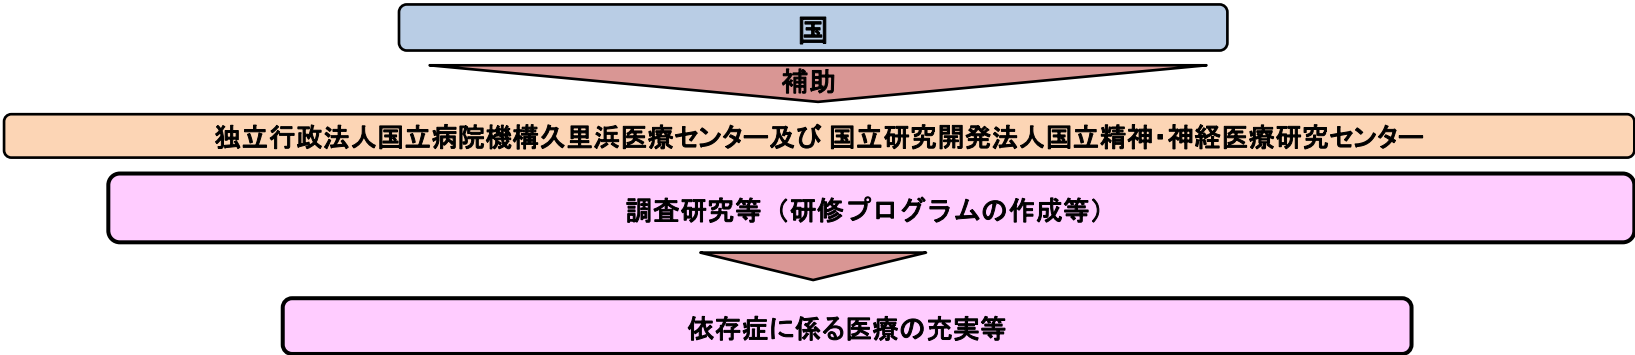 国
補助
独立行政法人国立病院機構久里浜医療センター及び 国立研究開発法人国立精神・神経医療研究センター
調査研究等（研修プログラムの作成等）
依存症に係る医療の充実等